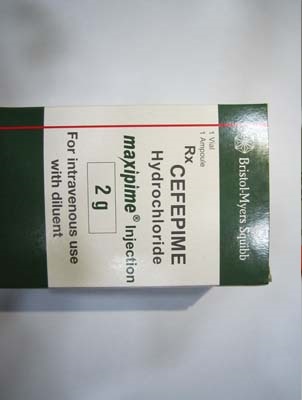 Bristol-Myers Squibb
1 Vial
1 Ampoule
Rx
CEFEPIME
Hydrochloride
maxipime® Injection
2 g
For intravenous use
with diluent